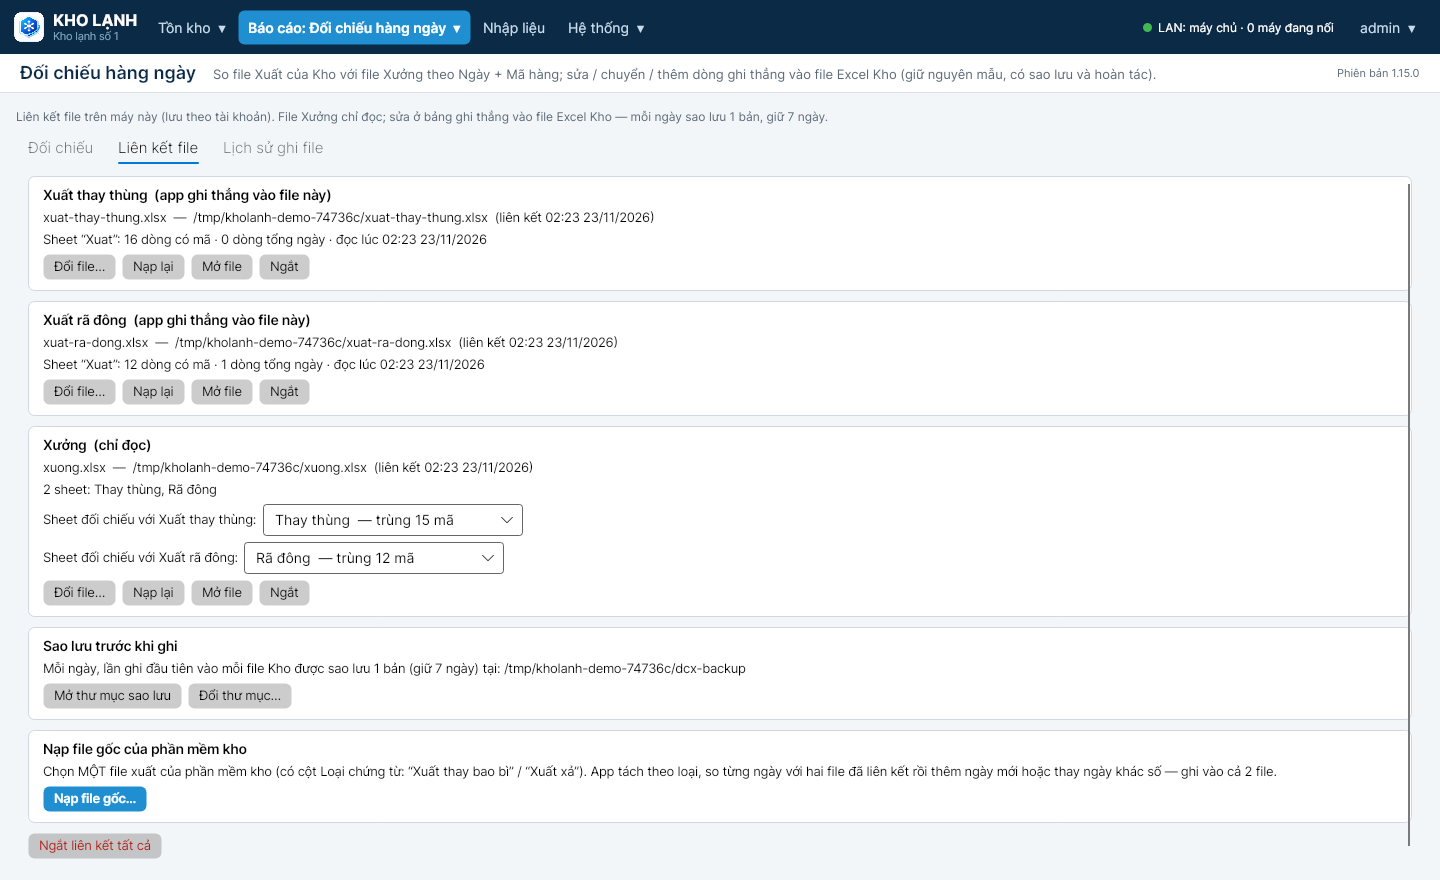 KHO LẠNH
Kho lạnh số 1
Tồn kho ▾
Báo cáo: Đối chiếu hàng ngày ▾
Nhập liệu
Hệ thống ▾
LAN: máy chủ · 0 máy đang nối
admin ▾
Đối chiếu hàng ngày
So file Xuất của Kho với file Xưởng theo Ngày + Mã hàng; sửa / chuyển / thêm dòng ghi thẳng vào file Excel Kho (giữ nguyên mẫu, có sao lưu và hoàn tác).
Phiên bản 1.15.0
Liên kết file trên máy này (lưu theo tài khoản). File Xưởng chỉ đọc; sửa ở bảng ghi thẳng vào file Excel Kho — mỗi ngày sao lưu 1 bản, giữ 7 ngày.
Đối chiếu
Liên kết file
Lịch sử ghi file
Xuất thay thùng (app ghi thẳng vào file này)
xuat-thay-thung.xlsx — /tmp/kholanh-demo-74736c/xuat-thay-thung.xlsx (liên kết 02:23 23/11/2026)
Sheet “Xuat”: 16 dòng có mã · 0 dòng tổng ngày · đọc lúc 02:23 23/11/2026
Đổi file... Nạp lại Mở file Ngắt
Xuất rã đông (app ghi thẳng vào file này)
xuat-ra-dong.xlsx — /tmp/kholanh-demo-74736c/xuat-ra-dong.xlsx (liên kết 02:23 23/11/2026)
Sheet “Xuat”: 12 dòng có mã · 1 dòng tổng ngày · đọc lúc 02:23 23/11/2026
Đổi file... Nạp lại Mở file Ngắt
Xưởng (chỉ đọc)
xuong.xlsx — /tmp/kholanh-demo-74736c/xuong.xlsx (liên kết 02:23 23/11/2026)
2 sheet: Thay thùng, Rã đông
Sheet đối chiếu với Xuất thay thùng: Thay thùng — trùng 15 mã
Sheet đối chiếu với Xuất rã đông: Rã đông — trùng 12 mã
Đổi file... Nạp lại Mở file Ngắt
Sao lưu trước khi ghi
Mỗi ngày, lần ghi đầu tiên vào mỗi file Kho được sao lưu 1 bản (giữ 7 ngày) tại: /tmp/kholanh-demo-74736c/dcx-backup
Mở thư mục sao lưu Đổi thư mục...
Nạp file gốc của phần mềm kho
Chọn MỘT file xuất của phần mềm kho (có cột Loại chứng từ: “Xuất thay bao bì” / “Xuất xả”). App tách theo loại, so từng ngày với hai file đã liên kết rồi thêm ngày mới hoặc thay ngày khác số — ghi vào cả 2 file.
Nạp file gốc...
Ngắt liên kết tất cả